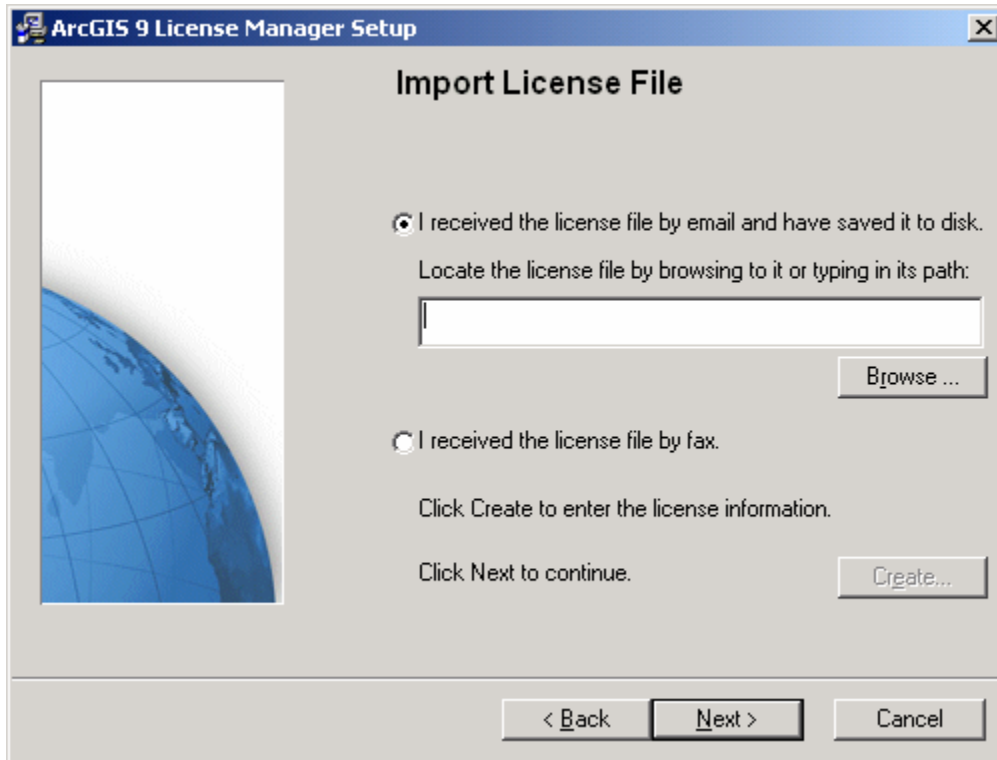 ArcGIS 9 License Manager Setup
Import License File
I received the license file by email and have saved it to disk.
Locate the license file by browsing to it or typing in its path:
Browse ...
I received the license file by fax.
Click Create to enter the license information.
Click Next to continue.
Create...
< Back
Next >
Cancel